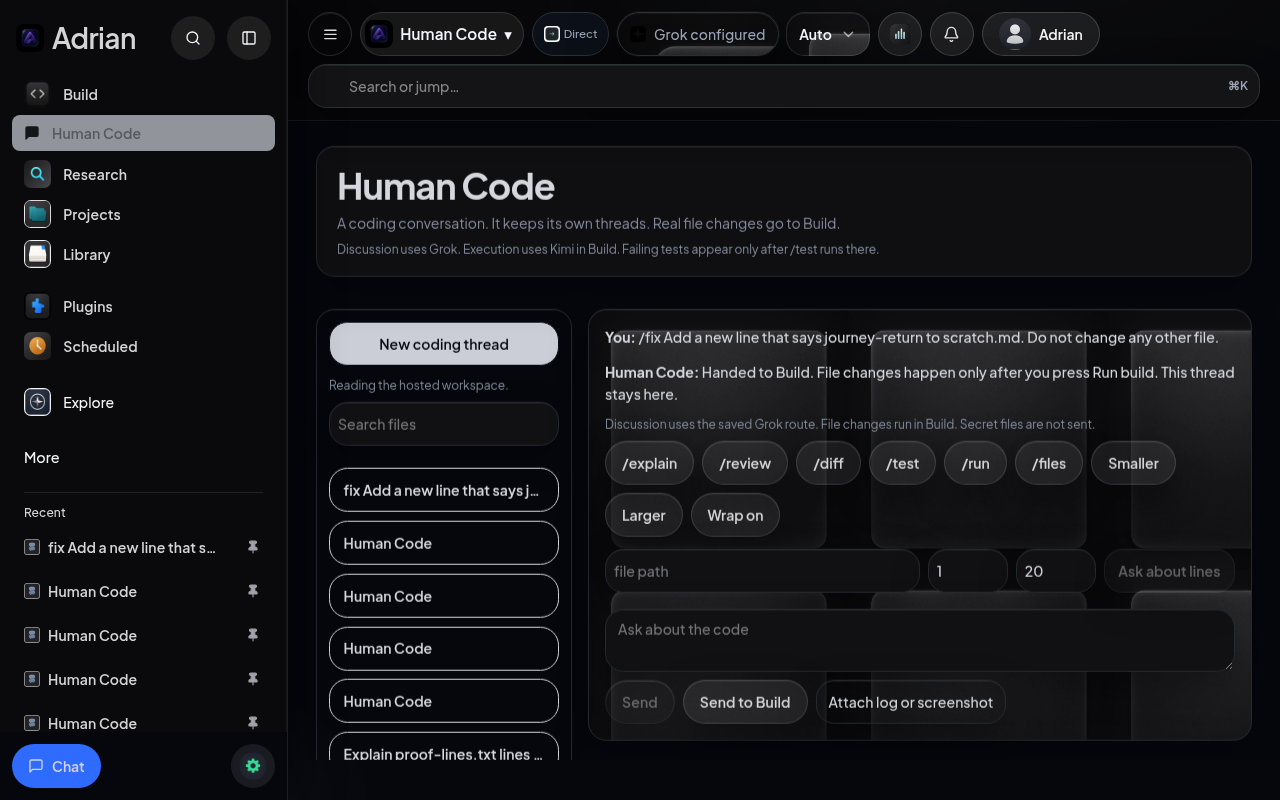 Adrian
Build
Human Code
Research
Projects
Library
Plugins
Scheduled
Explore
More
Recent
fix Add a new line that s…
Human Code
Human Code
Human Code
Human Code
Chat
Human Code ▾
Direct
Grok configured
Auto
Adrian
Search or jump…
⌘K
Human Code
A coding conversation. It keeps its own threads. Real file changes go to Build.
Discussion uses Grok. Execution uses Kimi in Build. Failing tests appear only after /test runs there.
New coding thread
Reading the hosted workspace.
Search files
fix Add a new line that says j…
Human Code
Human Code
Human Code
Human Code
Explain proof-lines.txt lines …
You: /fix Add a new line that says journey-return to scratch.md. Do not change any other file.
Human Code: Handed to Build. File changes happen only after you press Run build. This thread
stays here.
Discussion uses the saved Grok route. File changes run in Build. Secret files are not sent.
/explain
/review
/diff
/test
/run
/files
Smaller
Larger
Wrap on
file path
1
20
Ask about lines
Ask about the code
Send
Send to Build
Attach log or screenshot